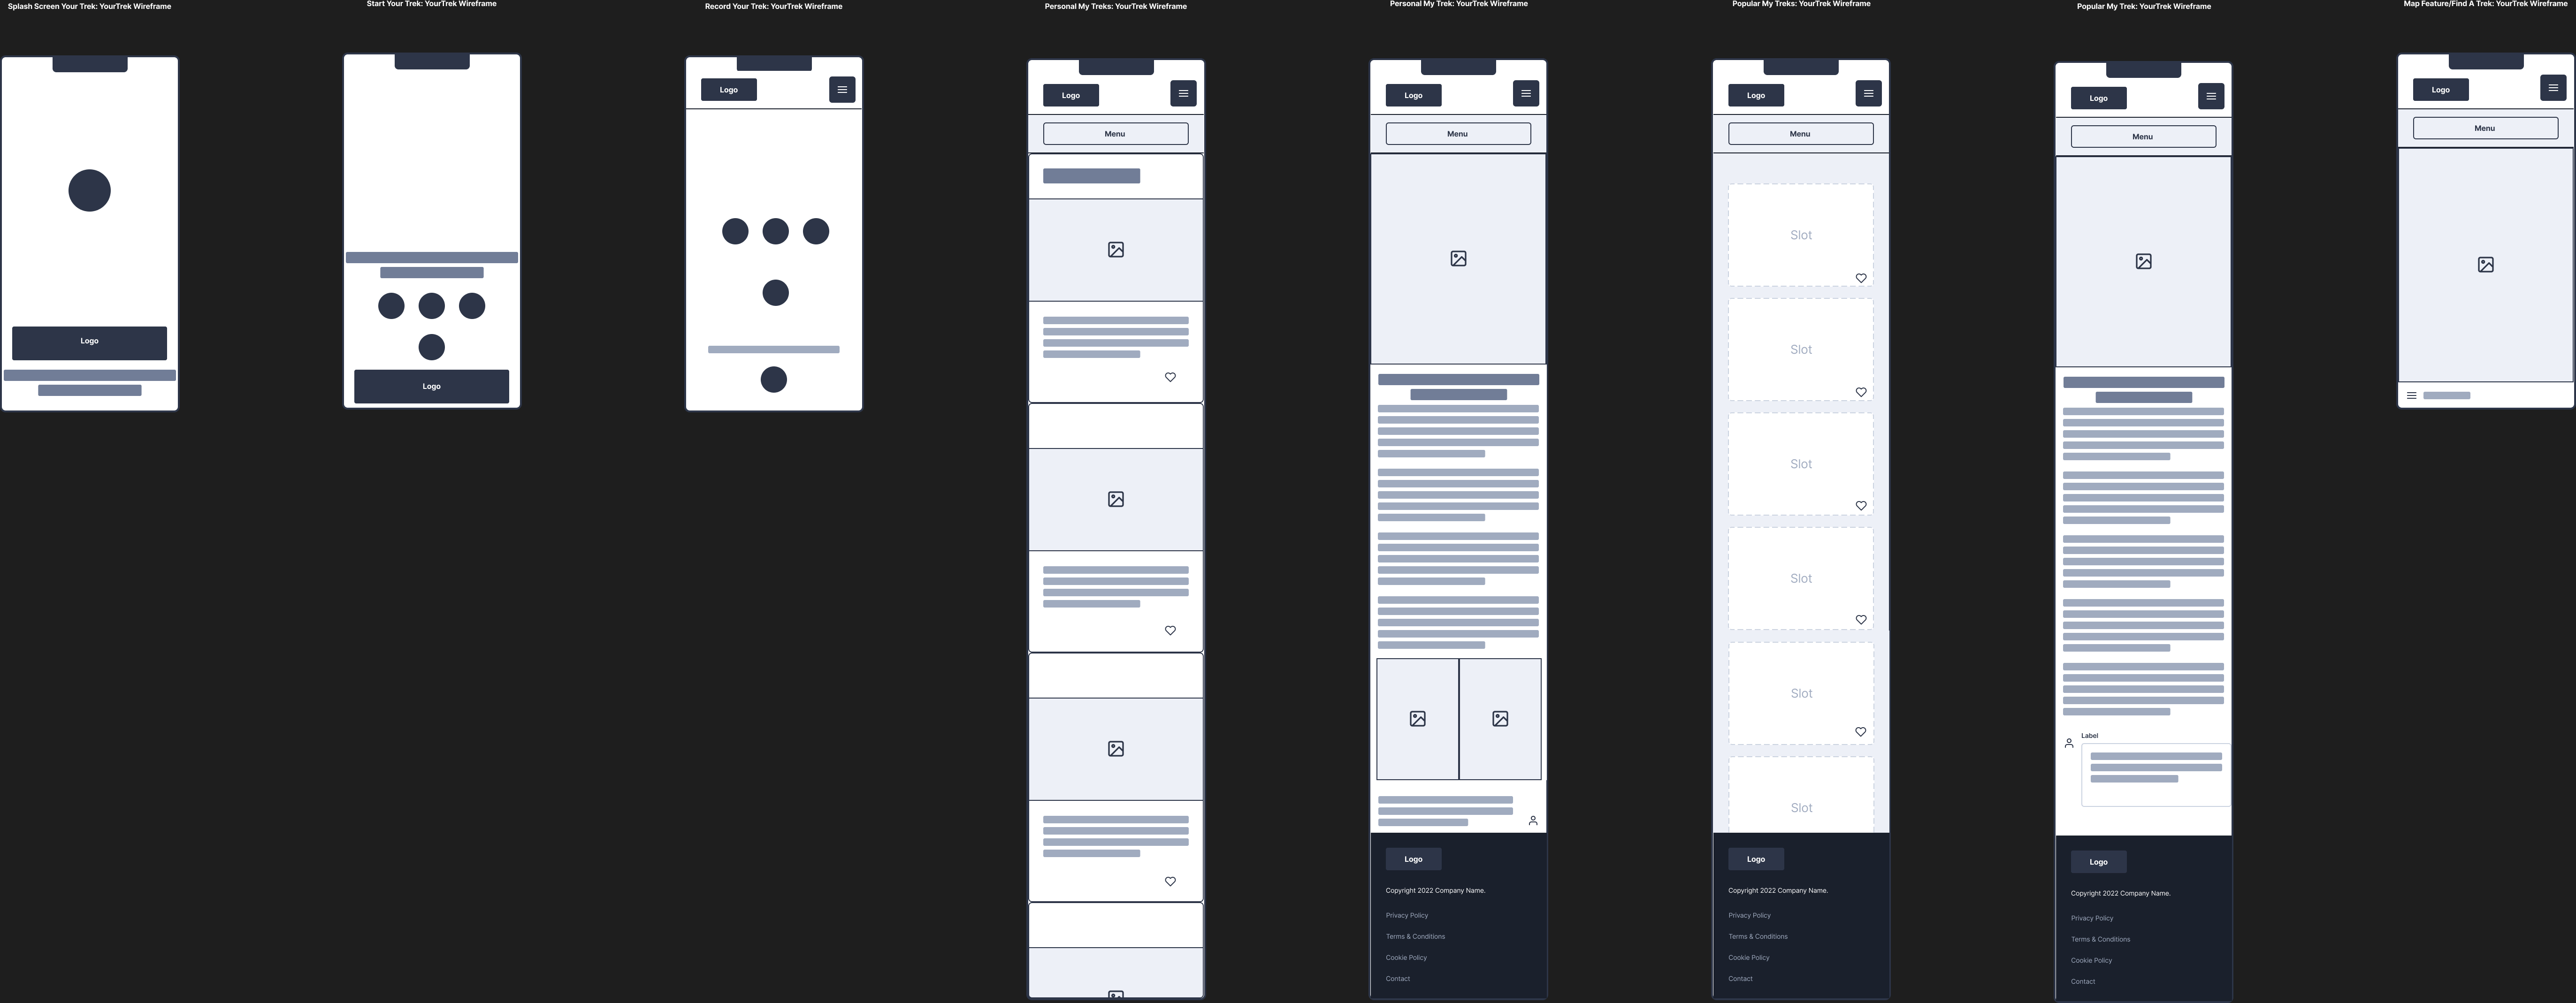 Splash Screen Your Trek: YourTrek Wireframe
Logo
Start Your Trek: YourTrek Wireframe
Logo
Record Your Trek: YourTrek Wireframe
Logo
Personal My Treks: YourTrek Wireframe
Logo
Menu
Personal My Trek: YourTrek Wireframe
Logo
Menu
Logo
Copyright 2022 Company Name.
Privacy Policy
Terms & Conditions
Cookie Policy
Contact
Popular My Treks: YourTrek Wireframe
Logo
Menu
Slot
Slot
Slot
Slot
Slot
Slot
Logo
Copyright 2022 Company Name.
Privacy Policy
Terms & Conditions
Cookie Policy
Contact
Popular My Trek: YourTrek Wireframe
Logo
Menu
Label
Logo
Copyright 2022 Company Name.
Privacy Policy
Terms & Conditions
Cookie Policy
Contact
Map Feature/Find A Trek: YourTrek Wireframe
Logo
Menu